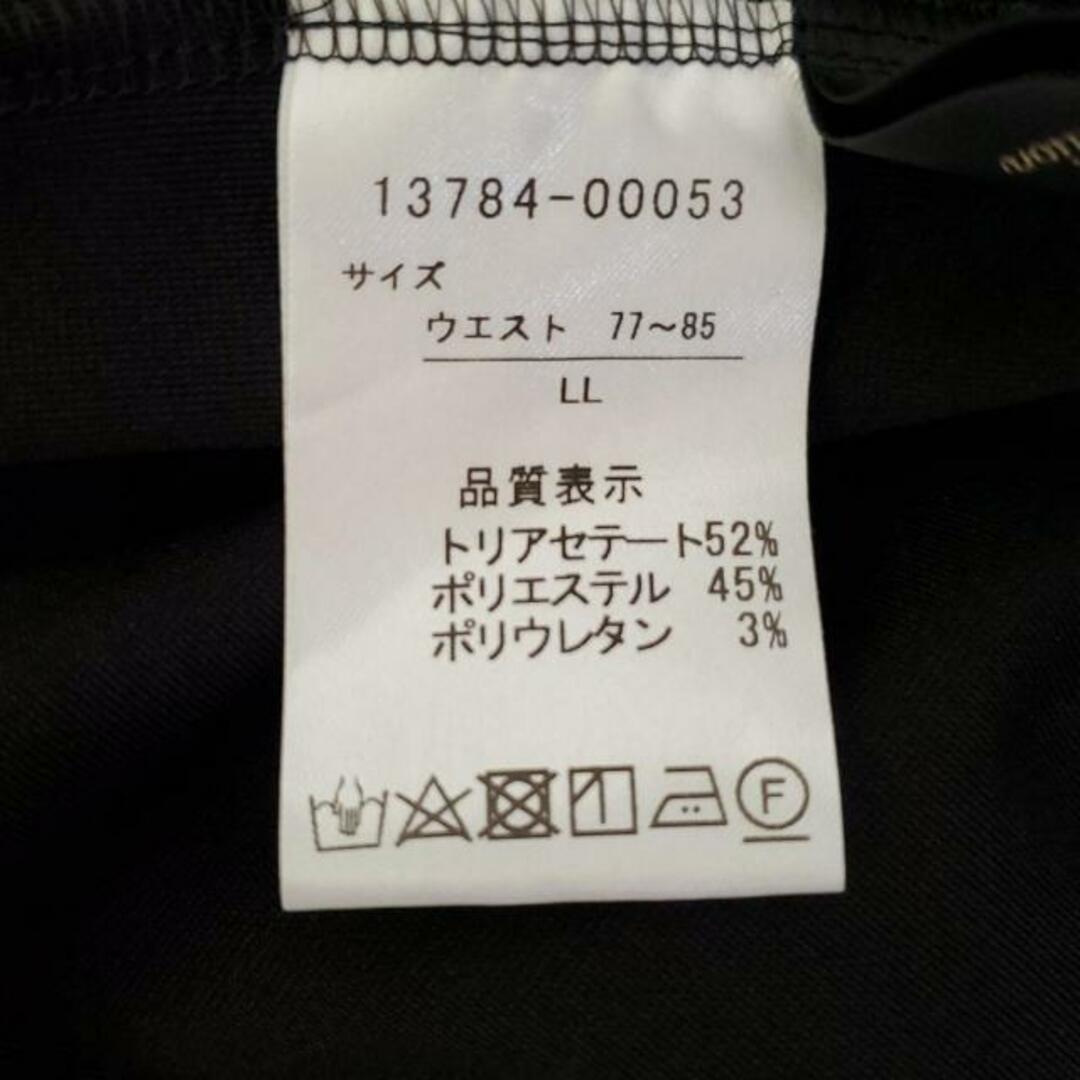 13784-00053
サイズ
ウエスト 77～85
LL
品質表示
トリアセテート52%
ポリエステル 45%
ポリウレタン 3%
F